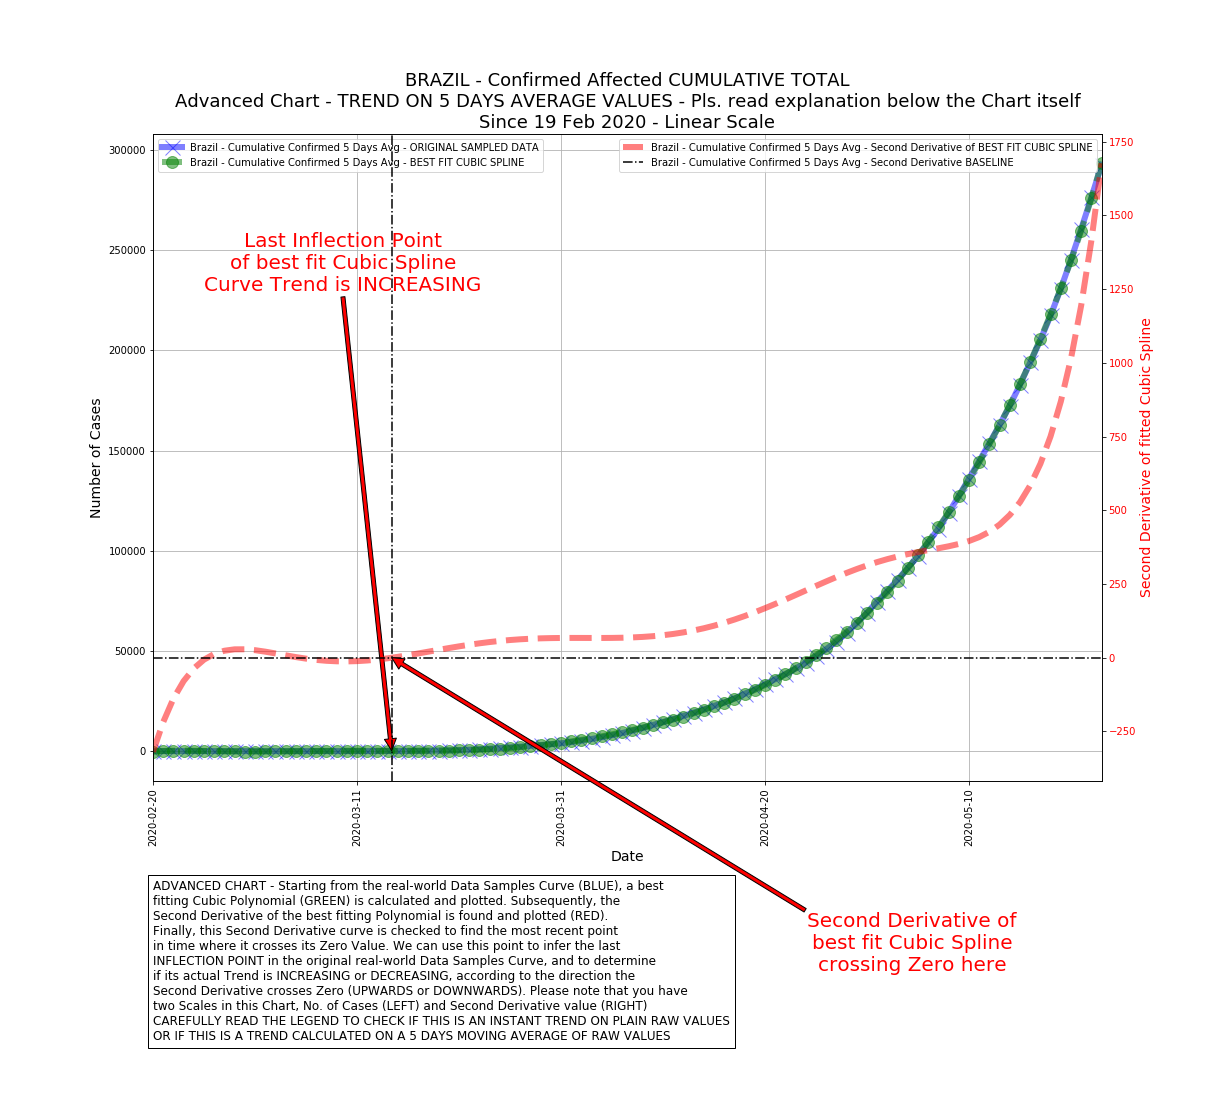 BRAZIL - Confirmed Affected CUMULATIVE TOTAL
Advanced Chart - TREND ON 5 DAYS AVERAGE VALUES - Pls. read explanation below the Chart itself
Since 19 Feb 2020 - Linear Scale
Brazil - Cumulative Confirmed 5 Days Avg - ORIGINAL SAMPLED DATA
Brazil - Cumulative Confirmed 5 Days Avg - BEST FIT CUBIC SPLINE
Brazil - Cumulative Confirmed 5 Days Avg - Second Derivative of BEST FIT CUBIC SPLINE
Brazil - Cumulative Confirmed 5 Days Avg - Second Derivative BASELINE
Last Inflection Point
of best fit Cubic Spline
Curve Trend is INCREASING
Number of Cases
300000
250000
200000
150000
100000
50000
0
1750
1500
1250
1000
750
500
250
0
−250
Second Derivative of fitted Cubic Spline
2020-02-20
2020-03-11
2020-03-31
2020-04-20
2020-05-10
Date
Second Derivative of
best fit Cubic Spline
crossing Zero here
ADVANCED CHART - Starting from the real-world Data Samples Curve (BLUE), a best
fitting Cubic Polynomial (GREEN) is calculated and plotted. Subsequently, the
Second Derivative of the best fitting Polynomial is found and plotted (RED).
Finally, this Second Derivative curve is checked to find the most recent point
in time where it crosses its Zero Value. We can use this point to infer the last
INFLECTION POINT in the original real-world Data Samples Curve, and to determine
if its actual Trend is INCREASING or DECREASING, according to the direction the
Second Derivative crosses Zero (UPWARDS or DOWNWARDS). Please note that you have
two Scales in this Chart, No. of Cases (LEFT) and Second Derivative value (RIGHT)
CAREFULLY READ THE LEGEND TO CHECK IF THIS IS AN INSTANT TREND ON PLAIN RAW VALUES
OR IF THIS IS A TREND CALCULATED ON A 5 DAYS MOVING AVERAGE OF RAW VALUES